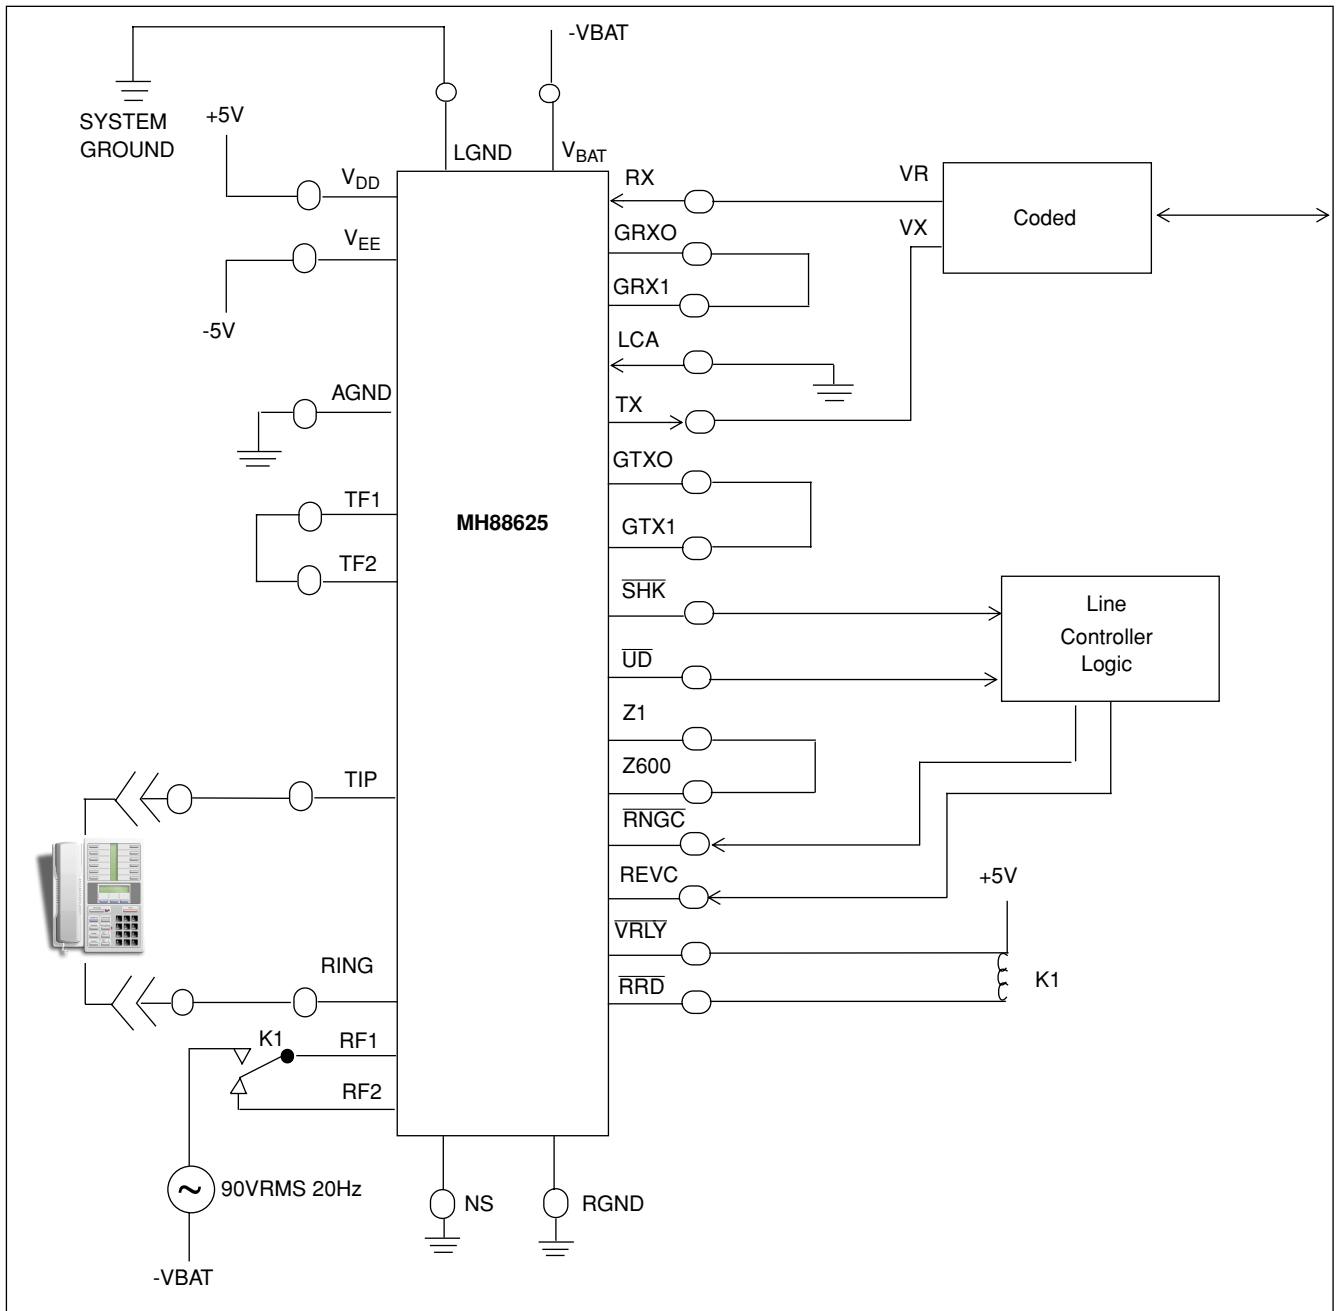 -VBAT
SYSTEM
GROUND
+5V
LGND
VBAT
VDD
VEE
-5V
AGND
TF1
TF2
TIP
RING
K1
RF1
RF2
90VRMS 20Hz
-VBAT
NS
RGND
MH88625
RX
GRXO
GRX1
LCA
TX
GTXO
GTX1
SHK
UD
Z1
Z600
RNGC
REVC
VRLY
RRD
VR
VX
Coded
Line
Controller
Logic
+5V
K1